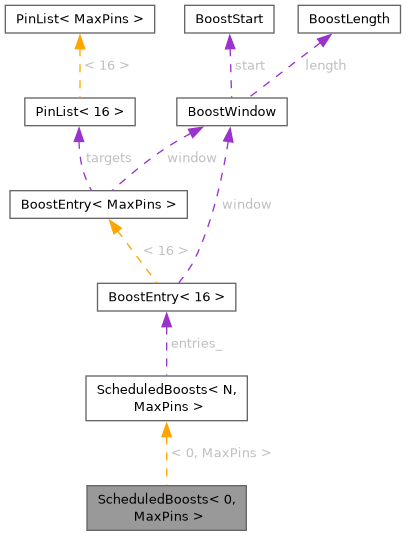 PinList< MaxPins >
BoostStart
BoostLength
< 16 >
start
length
PinList< 16 >
BoostWindow
targets
window
BoostEntry< MaxPins >
window
< 16 >
BoostEntry< 16 >
entries_
ScheduledBoosts< N,
MaxPins >
< 0, MaxPins >
ScheduledBoosts< 0,
MaxPins >